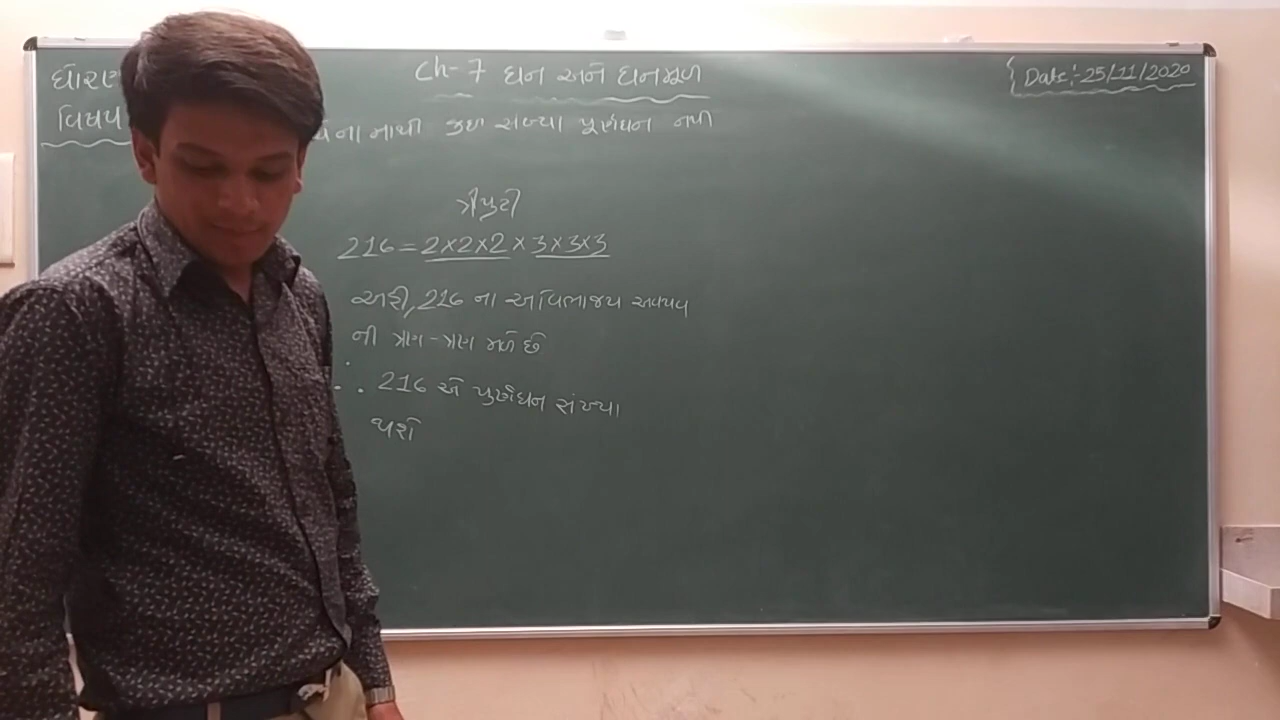 Ch-7 ઘન અને ઘનમૂળ
{Date:-25/11/2020
વિષય
નામાથી કઈ સંખ્યા પૂર્ણઘન નથી
ત્રીપુટી
216 = 2×2×2 × 3×3×3
અહી, 216 ના અવિભાજ્ય અવયવ
ની ત્રણ-ત્રણ મળે છે
∴ 216 એ પુર્ણઘન સંખ્યા
થશે